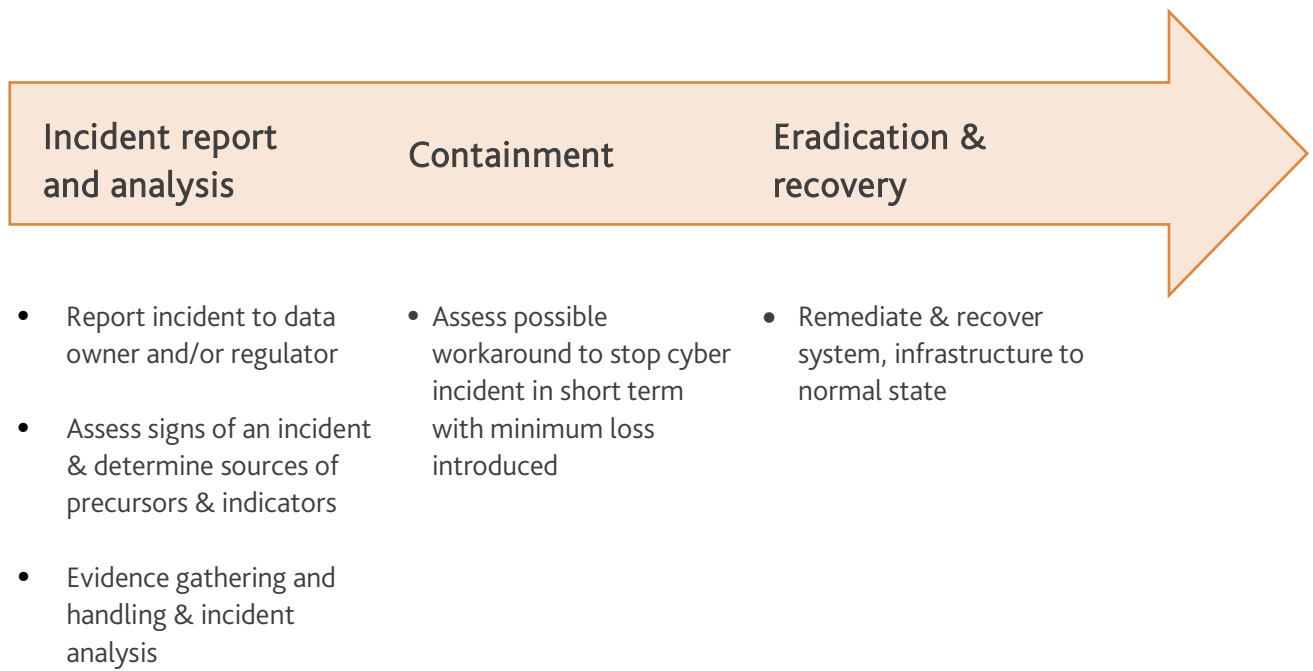 Incident report
and analysis
Containment
Eradication &
recovery
• Report incident to data
owner and/or regulator
• Assess signs of an incident
& determine sources of
precursors & indicators
• Evidence gathering and
handling & incident
analysis
• Assess possible
workaround to stop cyber
incident in short term
with minimum loss
introduced
• Remediate & recover
system, infrastructure to
normal state